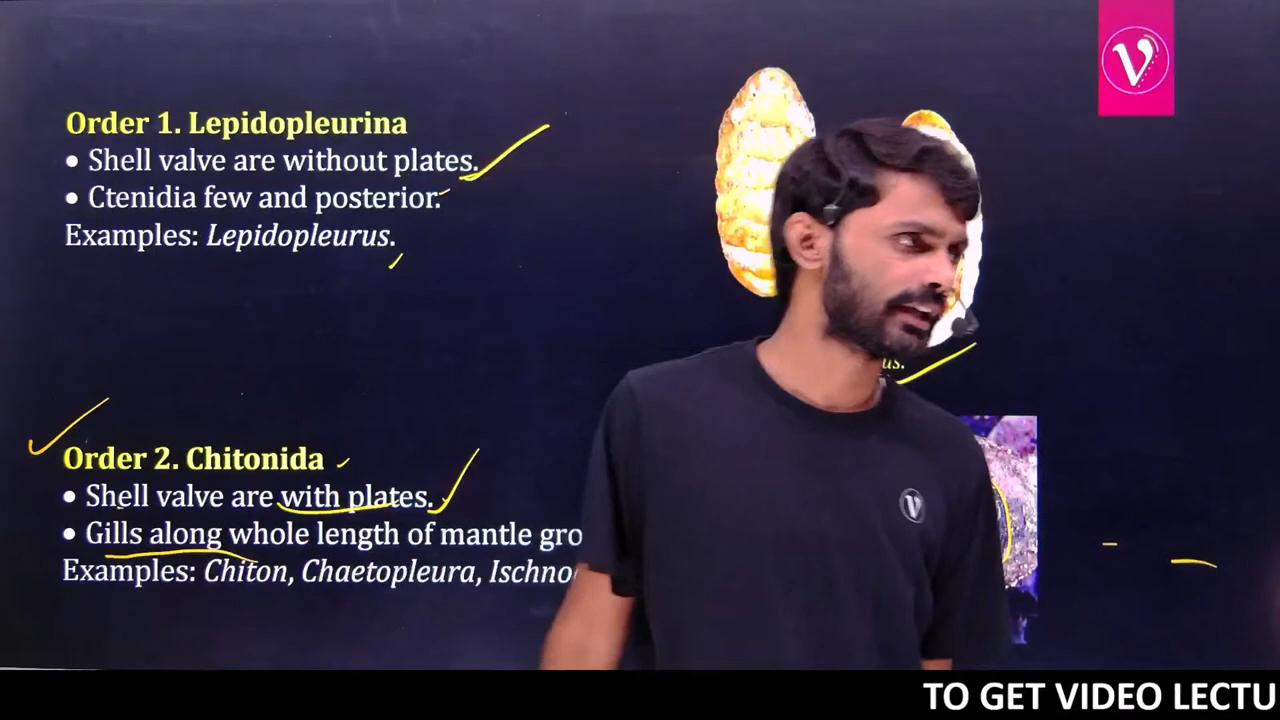 V
Order 1. Lepidopleurina
• Shell valve are without plates.
• Ctenidia few and posterior.
Examples: Lepidopleurus.
us.
Order 2. Chitonida
• Shell valve are with plates.
• Gills along whole length of mantle gro
Examples: Chiton, Chaetopleura, Ischno
V
TO GET VIDEO LECTU